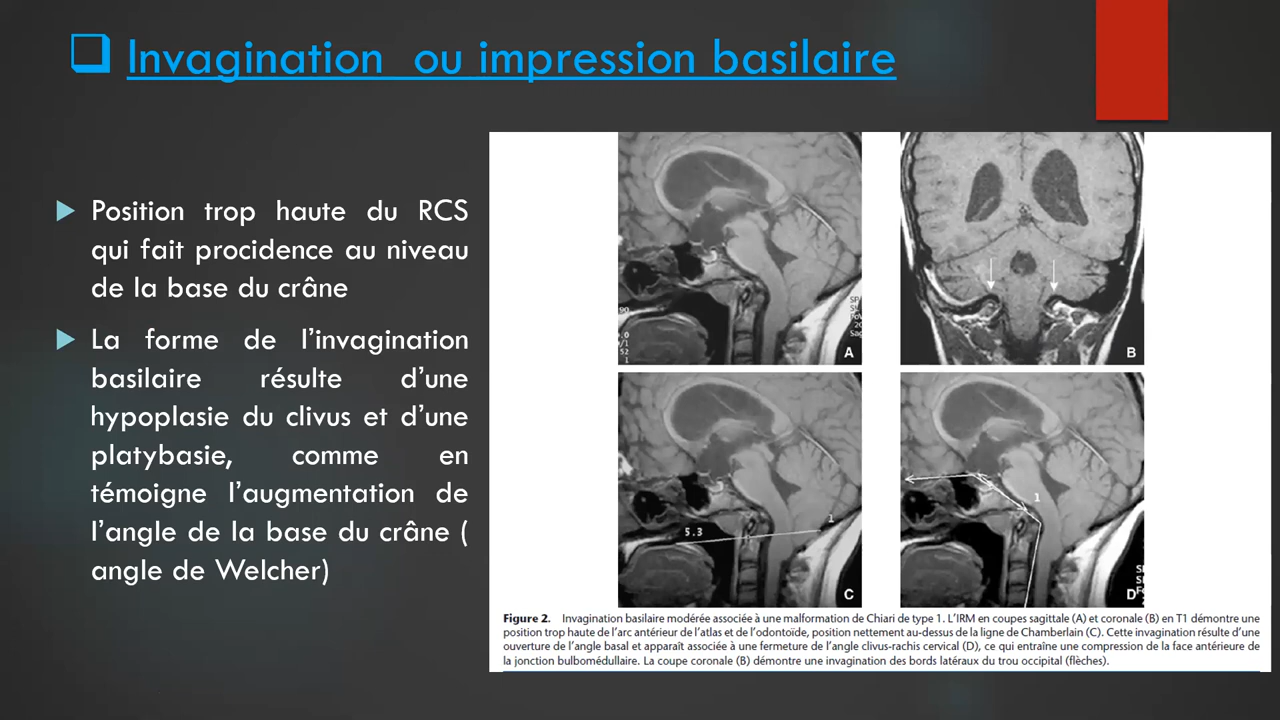 Invagination ou impression basilaire
Position trop haute du RCS
qui fait procidence au niveau
de la base du crâne
La forme de l'invagination
basilaire résulte d'une
hypoplasie du clivus et d'une
platybasie, comme en
témoigne l'augmentation de
l'angle de la base du crâne (
angle de Welcher)
A
B
5.3
1
C
1
D
Figure 2. Invagination basilaire modérée associée à une malformation de Chiari de type 1. L'IRM en coupes sagittale (A) et coronale (B) en T1 démontre une
position trop haute de l'arc antérieur de l'atlas et de l'odontoïde, position nettement au-dessus de la ligne de Chamberlain (C). Cette invagination résulte d'une
ouverture de l'angle basal et apparaît associée à une fermeture de l'angle clivus-rachis cervical (D), ce qui entraîne une compression de la face antérieure de
la jonction bulbomédullaire. La coupe coronale (B) démontre une invagination des bords latéraux du trou occipital (flèches).